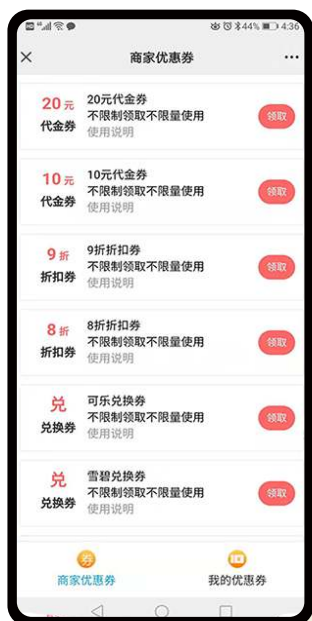 44% 4:36
商家优惠券
20元 20元代金券
不限制领取不限量使用 领取
代金券 使用说明
10元 10元代金券
不限制领取不限量使用 领取
代金券 使用说明
9折 9折折扣券
不限制领取不限量使用 领取
折扣券 使用说明
8折 8折折扣券
不限制领取不限量使用 领取
折扣券 使用说明
兑 可乐兑换券
不限制领取不限量使用 领取
兑换券 使用说明
兑 雪碧兑换券
不限制领取不限量使用 领取
兑换券 使用说明
券
商家优惠券 我的优惠券